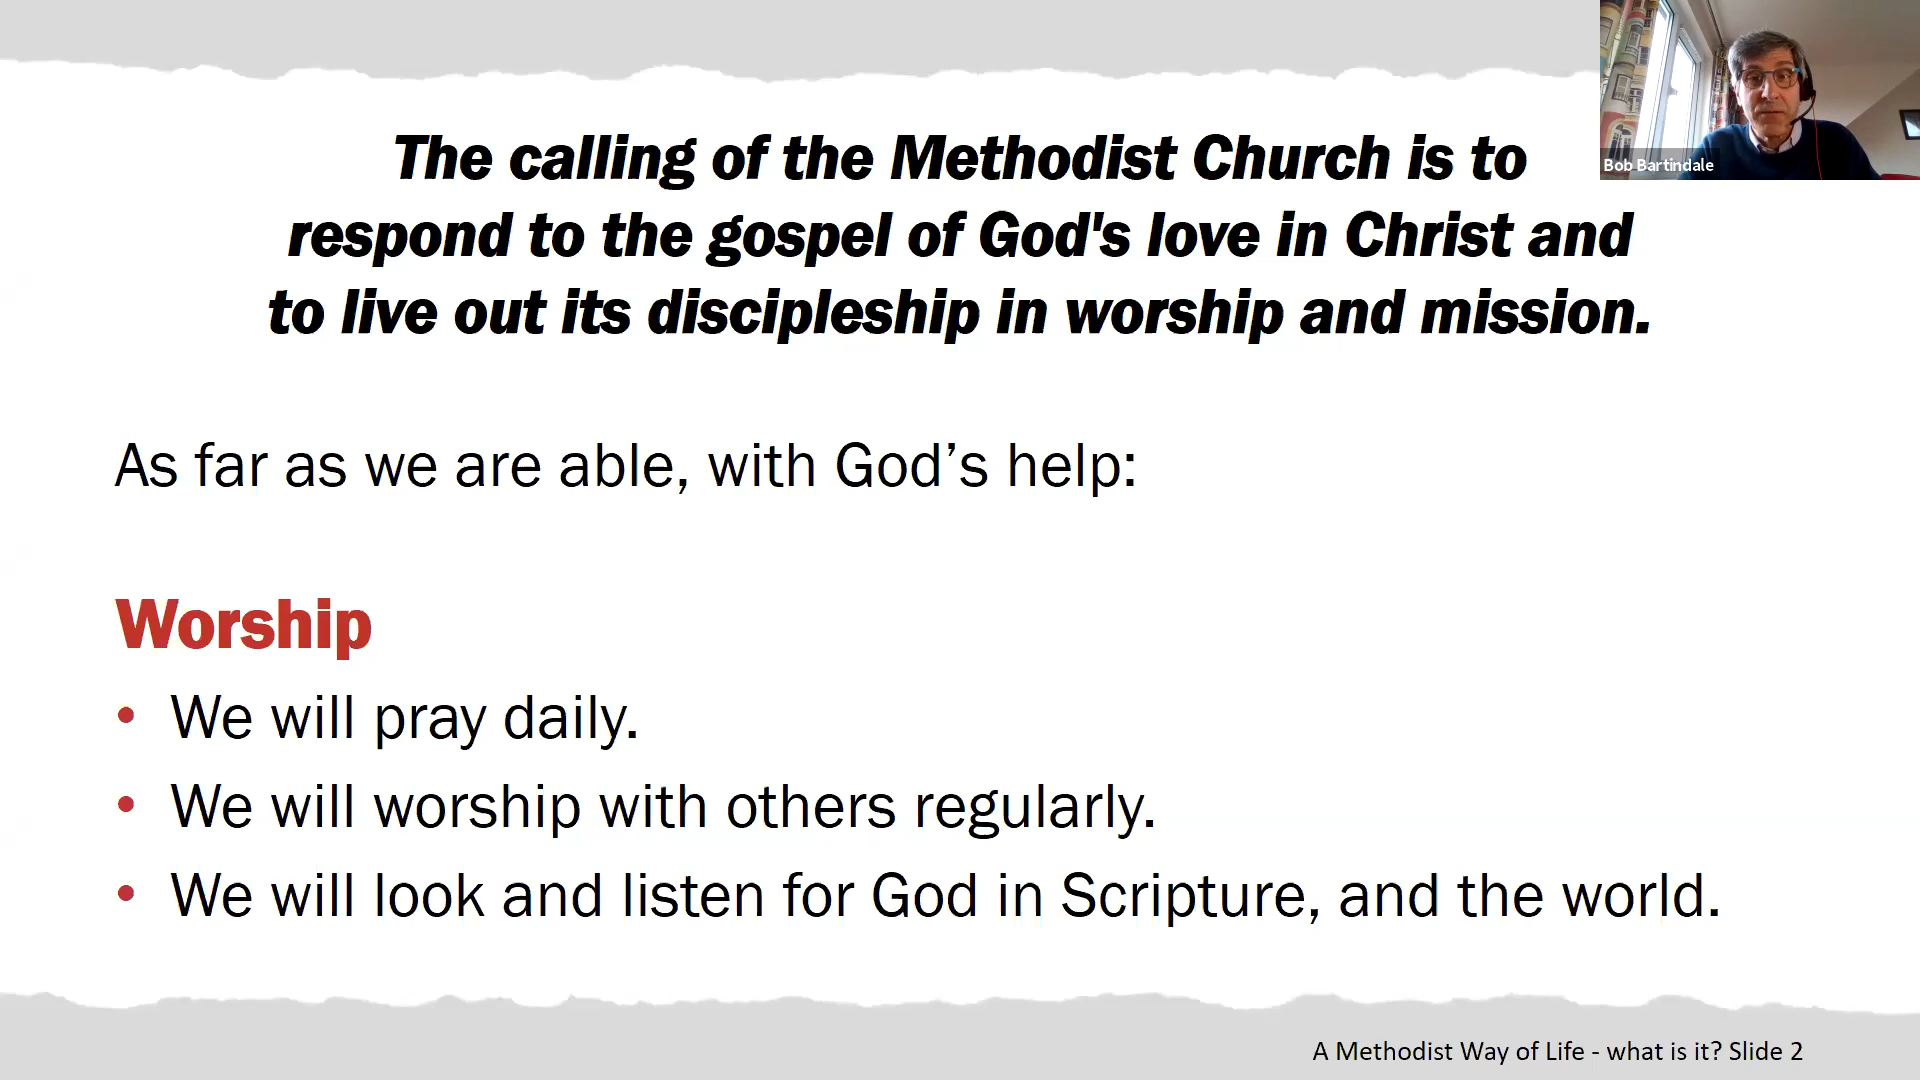 The calling of the Methodist Church is to
respond to the gospel of God's love in Christ and
to live out its discipleship in worship and mission.
Bob Bartindale
As far as we are able, with God’s help:
Worship
• We will pray daily.
• We will worship with others regularly.
• We will look and listen for God in Scripture, and the world.
A Methodist Way of Life - what is it? Slide 2